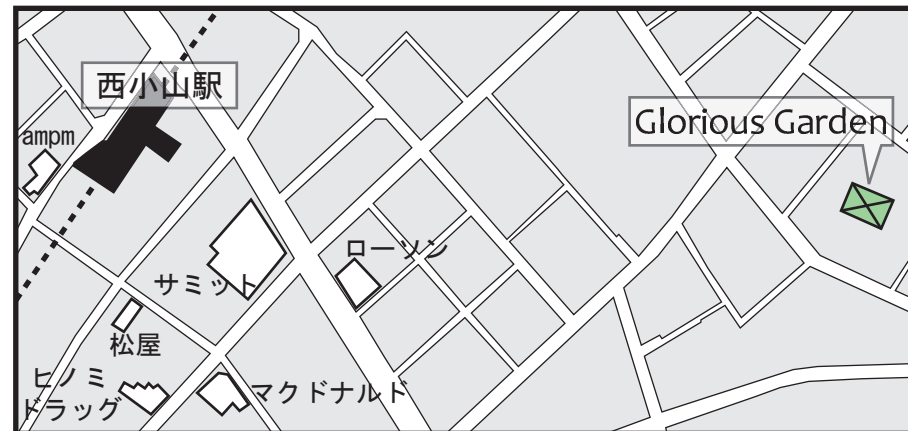 西小山駅
ampm
Glorious Garden
ローソン
サミット
松屋
ヒノミ
ドラッグ
マクドナルド